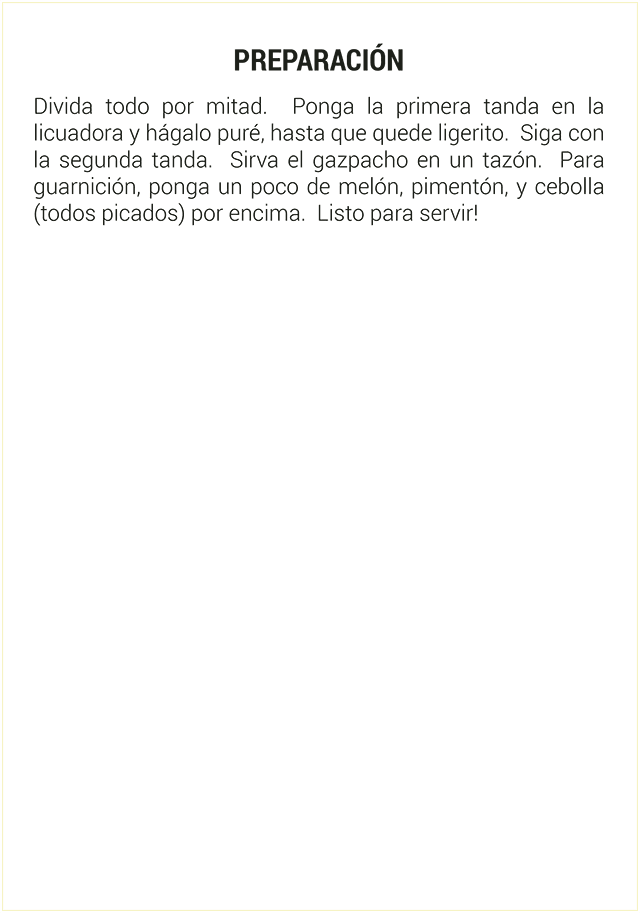 PREPARACIÓN
Divida todo por mitad.  Ponga la primera tanda en la
licuadora y hágalo puré, hasta que quede ligerito.  Siga con
la segunda tanda.  Sirva el gazpacho en un tazón.  Para
guarnición, ponga un poco de melón, pimentón, y cebolla
(todos picados) por encima.  Listo para servir!